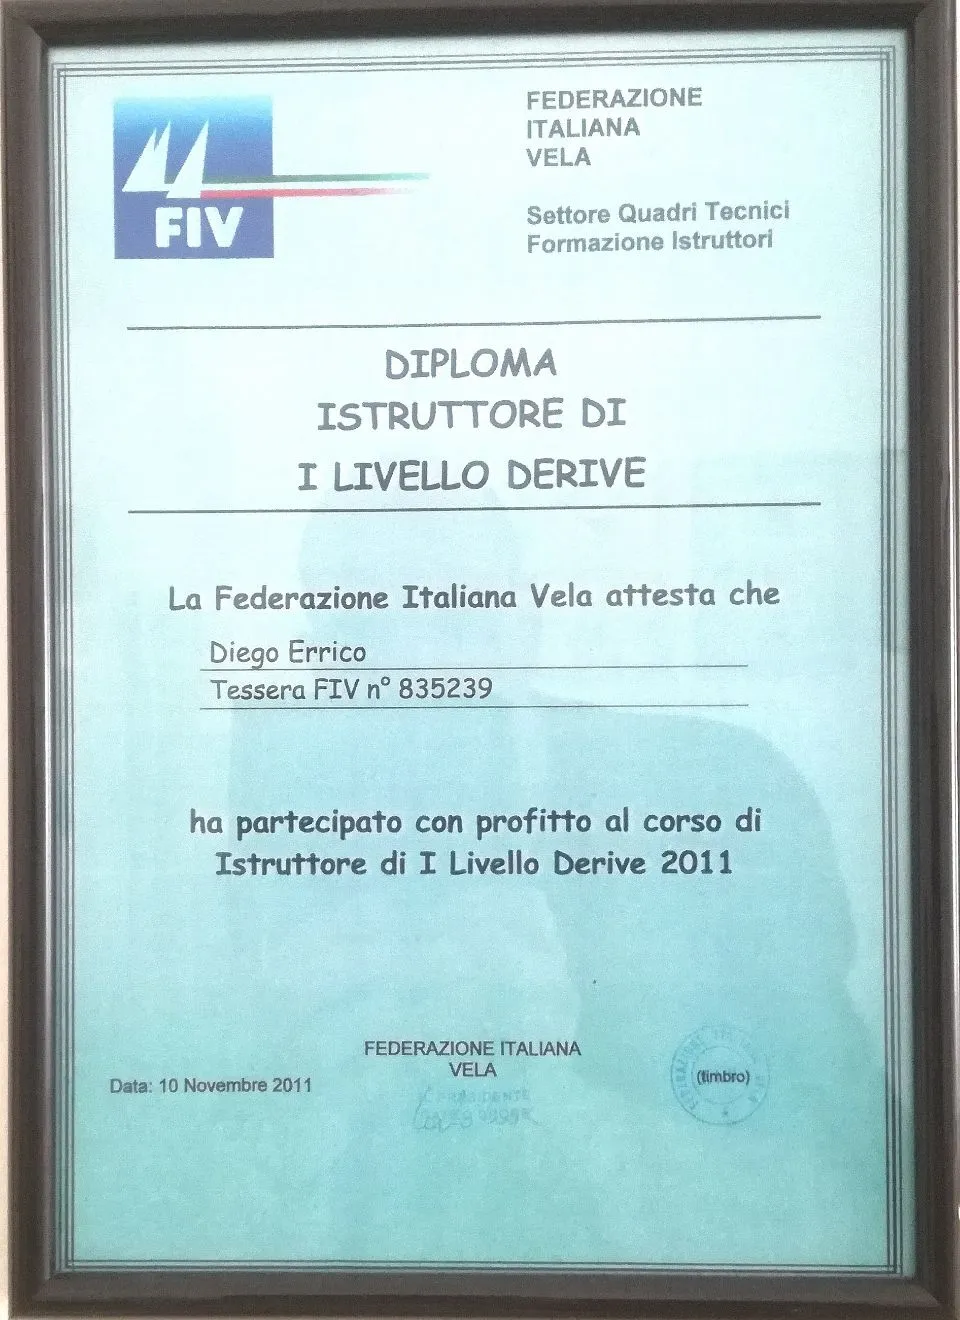 FIV
FEDERAZIONE
ITALIANA
VELA
Settore Quadri Tecnici
Formazione Istruttori
DIPLOMA
ISTRUTTORE DI
I LIVELLO DERIVE
La Federazione Italiana Vela attesta che
Diego Errico
Tessera FIV n° 835239
ha partecipato con profitto al corso di
Istruttore di I Livello Derive 2011
FEDERAZIONE ITALIANA
VELA
Data: 10 Novembre 2011
(timbro)